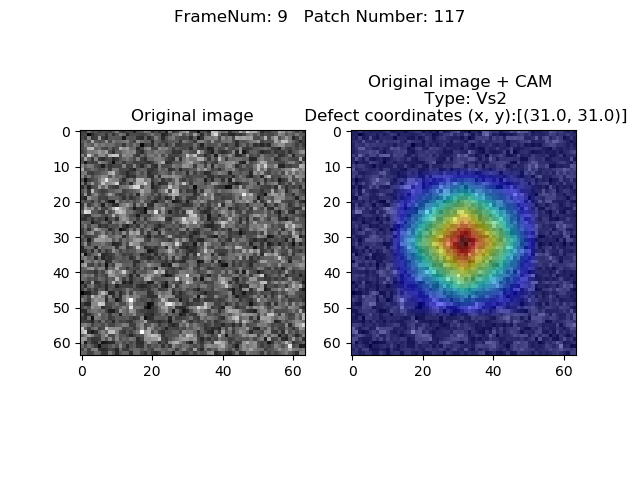 FrameNum: 9   Patch Number: 117
Original image
0
10
20
30
40
50
60
0 20 40 60
Original image + CAM
Type: Vs2
Defect coordinates (x, y):[(31.0, 31.0)]
0
10
20
30
40
50
60
0 20 40 60